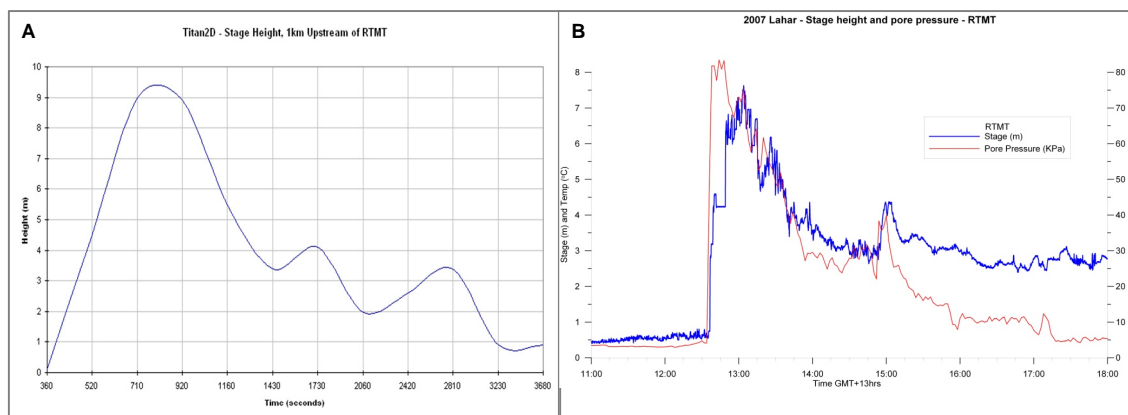 A
Titan2D - Stage Height, 1km Upstream of RTMT
10
9
8
7
6
5
4
3
2
1
0
Height (m)
360 520 710 920 1160 1430 1730 2060 2420 2810 3230 3680
Time (seconds)
B
2007 Lahar - Stage height and pore pressure - RTMT
8
7
6
5
4
3
2
1
0
Stage (m) and Temp (°C)
80
70
60
50
40
30
20
10
0
RTMT
Stage (m)
Pore Pressure (KPa)
11:00 12:00 13:00 14:00 15:00 16:00 17:00 18:00
Time GMT+13hrs